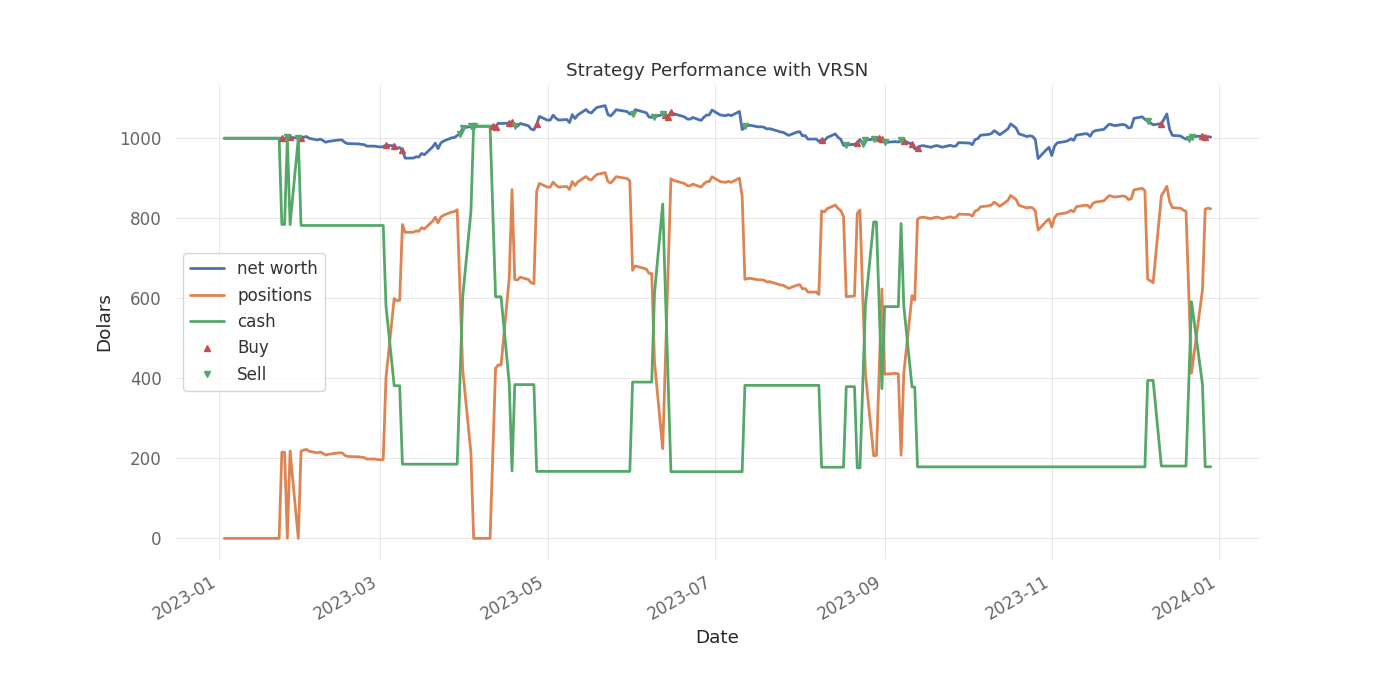 Strategy Performance with VRSN
Dolars
1000
800
600
400
200
0
net worth
positions
cash
Buy
Sell
2023-01
2023-03
2023-05
2023-07
2023-09
2023-11
2024-01
Date